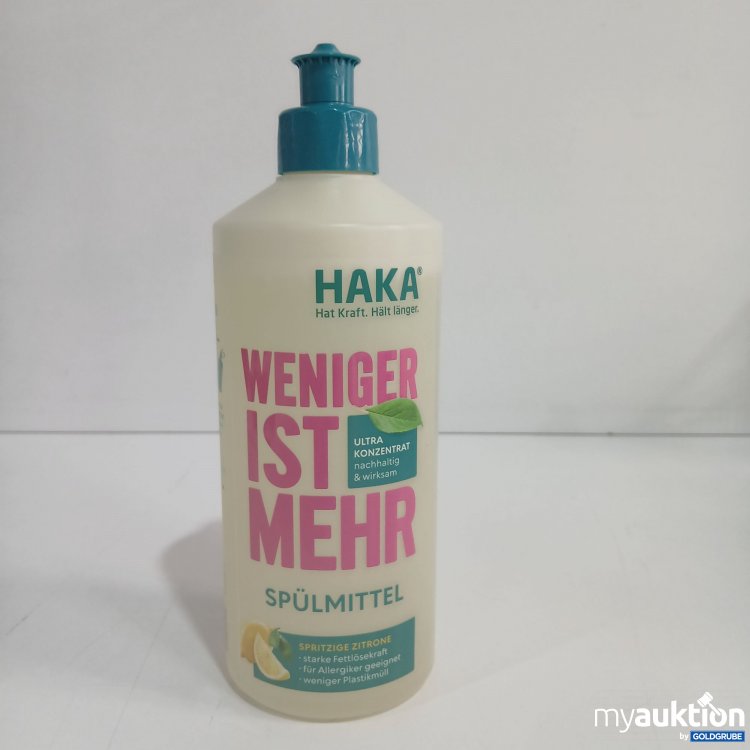 HAKA®
Hat Kraft. Hält länger.
WENIGER
IST
MEHR
ULTRA
KONZENTRAT
nachhaltig
& wirksam
SPÜLMITTEL
SPRITZIGE ZITRONE
· starke Fettlösekraft
· für Allergiker geeignet
· weniger Plastikmüll
myauktion
by GOLDGRUBE